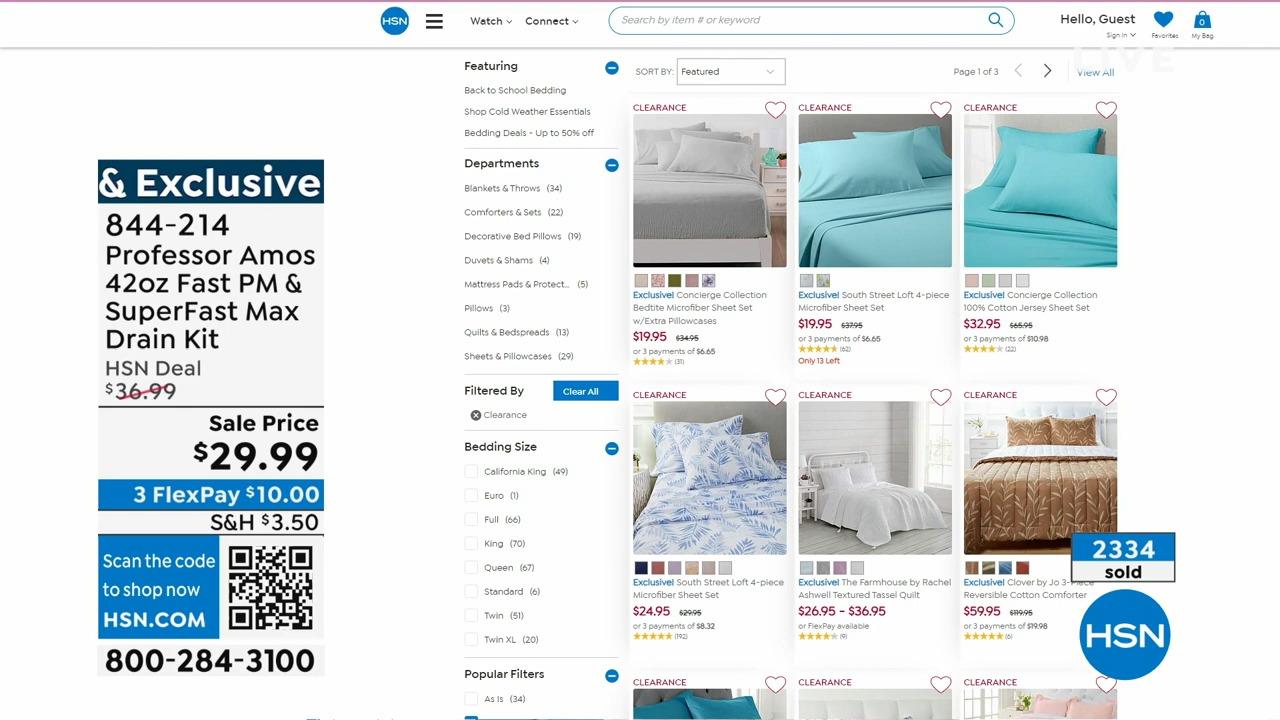 HSN
Watch
Connect
Search by item # or keyword
Hello, Guest
Sign In
Favorites
0
My Bag
LIVE
& Exclusive
844-214
Professor Amos
42oz Fast PM &
SuperFast Max
Drain Kit
HSN Deal
$36.99
Sale Price
$29.99
3 FlexPay $10.00
S&H $3.50
Scan the code
to shop now
HSN.COM
800-284-3100
Featuring
Back to School Bedding
Shop Cold Weather Essentials
Bedding Deals - Up to 50% off
Departments
Blankets & Throws (34)
Comforters & Sets (22)
Decorative Bed Pillows (19)
Duvets & Shams (4)
Mattress Pads & Protect... (5)
Pillows (3)
Quilts & Bedspreads (13)
Sheets & Pillowcases (29)
Filtered By
Clear All
Clearance
Bedding Size
California King (49)
Euro (1)
Full (66)
King (70)
Queen (67)
Standard (6)
Twin (51)
Twin XL (20)
Popular Filters
As Is (34)
SORT BY: Featured
Page 1 of 3
View All
CLEARANCE
Exclusive! Concierge Collection
Bedtite Microfiber Sheet Set
w/Extra Pillowcases
$19.95 $34.95
or 3 payments of $6.65
(31)
CLEARANCE
Exclusive! South Street Loft 4-piece
Microfiber Sheet Set
$19.95 $37.95
or 3 payments of $6.65
(62)
Only 13 Left
CLEARANCE
Exclusive! Concierge Collection
100% Cotton Jersey Sheet Set
$32.95 $65.95
or 3 payments of $10.98
(22)
CLEARANCE
Exclusive! South Street Loft 4-piece
Microfiber Sheet Set
$24.95 $29.95
or 3 payments of $8.32
(192)
CLEARANCE
Exclusive! The Farmhouse by Rachel
Ashwell Textured Tassel Quilt
$26.95 - $36.95
or FlexPay available
(9)
CLEARANCE
Exclusive! Clover by Jo 3-Piece
Reversible Cotton Comforter
$59.95 $119.95
or 3 payments of $19.98
(6)
CLEARANCE
CLEARANCE
CLEARANCE
2334
sold
HSN